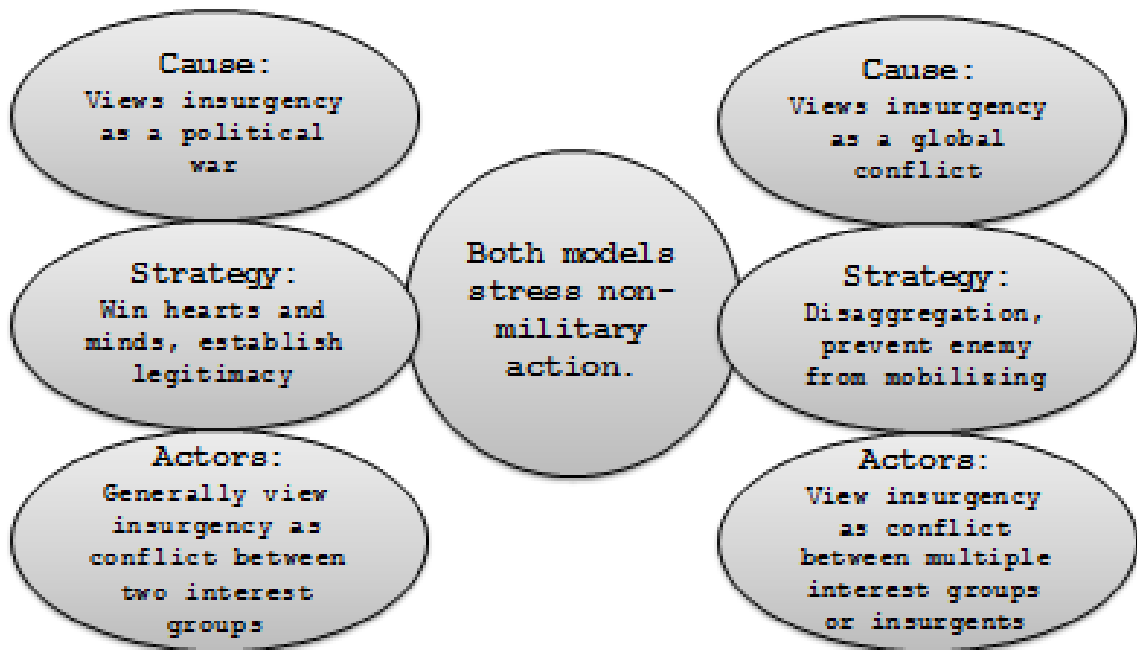 Cause:
Views insurgency
as a political
war
Strategy:
Win hearts and
minds, establish
legitimacy
Actors:
Generally view
insurgency as
conflict between
two interest
groups
Both models
stress non-
military
action.
Cause:
Views insurgency
as a global
conflict
Strategy:
Disaggregation,
prevent enemy
from mobilizing
Actors:
View insurgency
as conflict
between multiple
interest groups
or insurgents